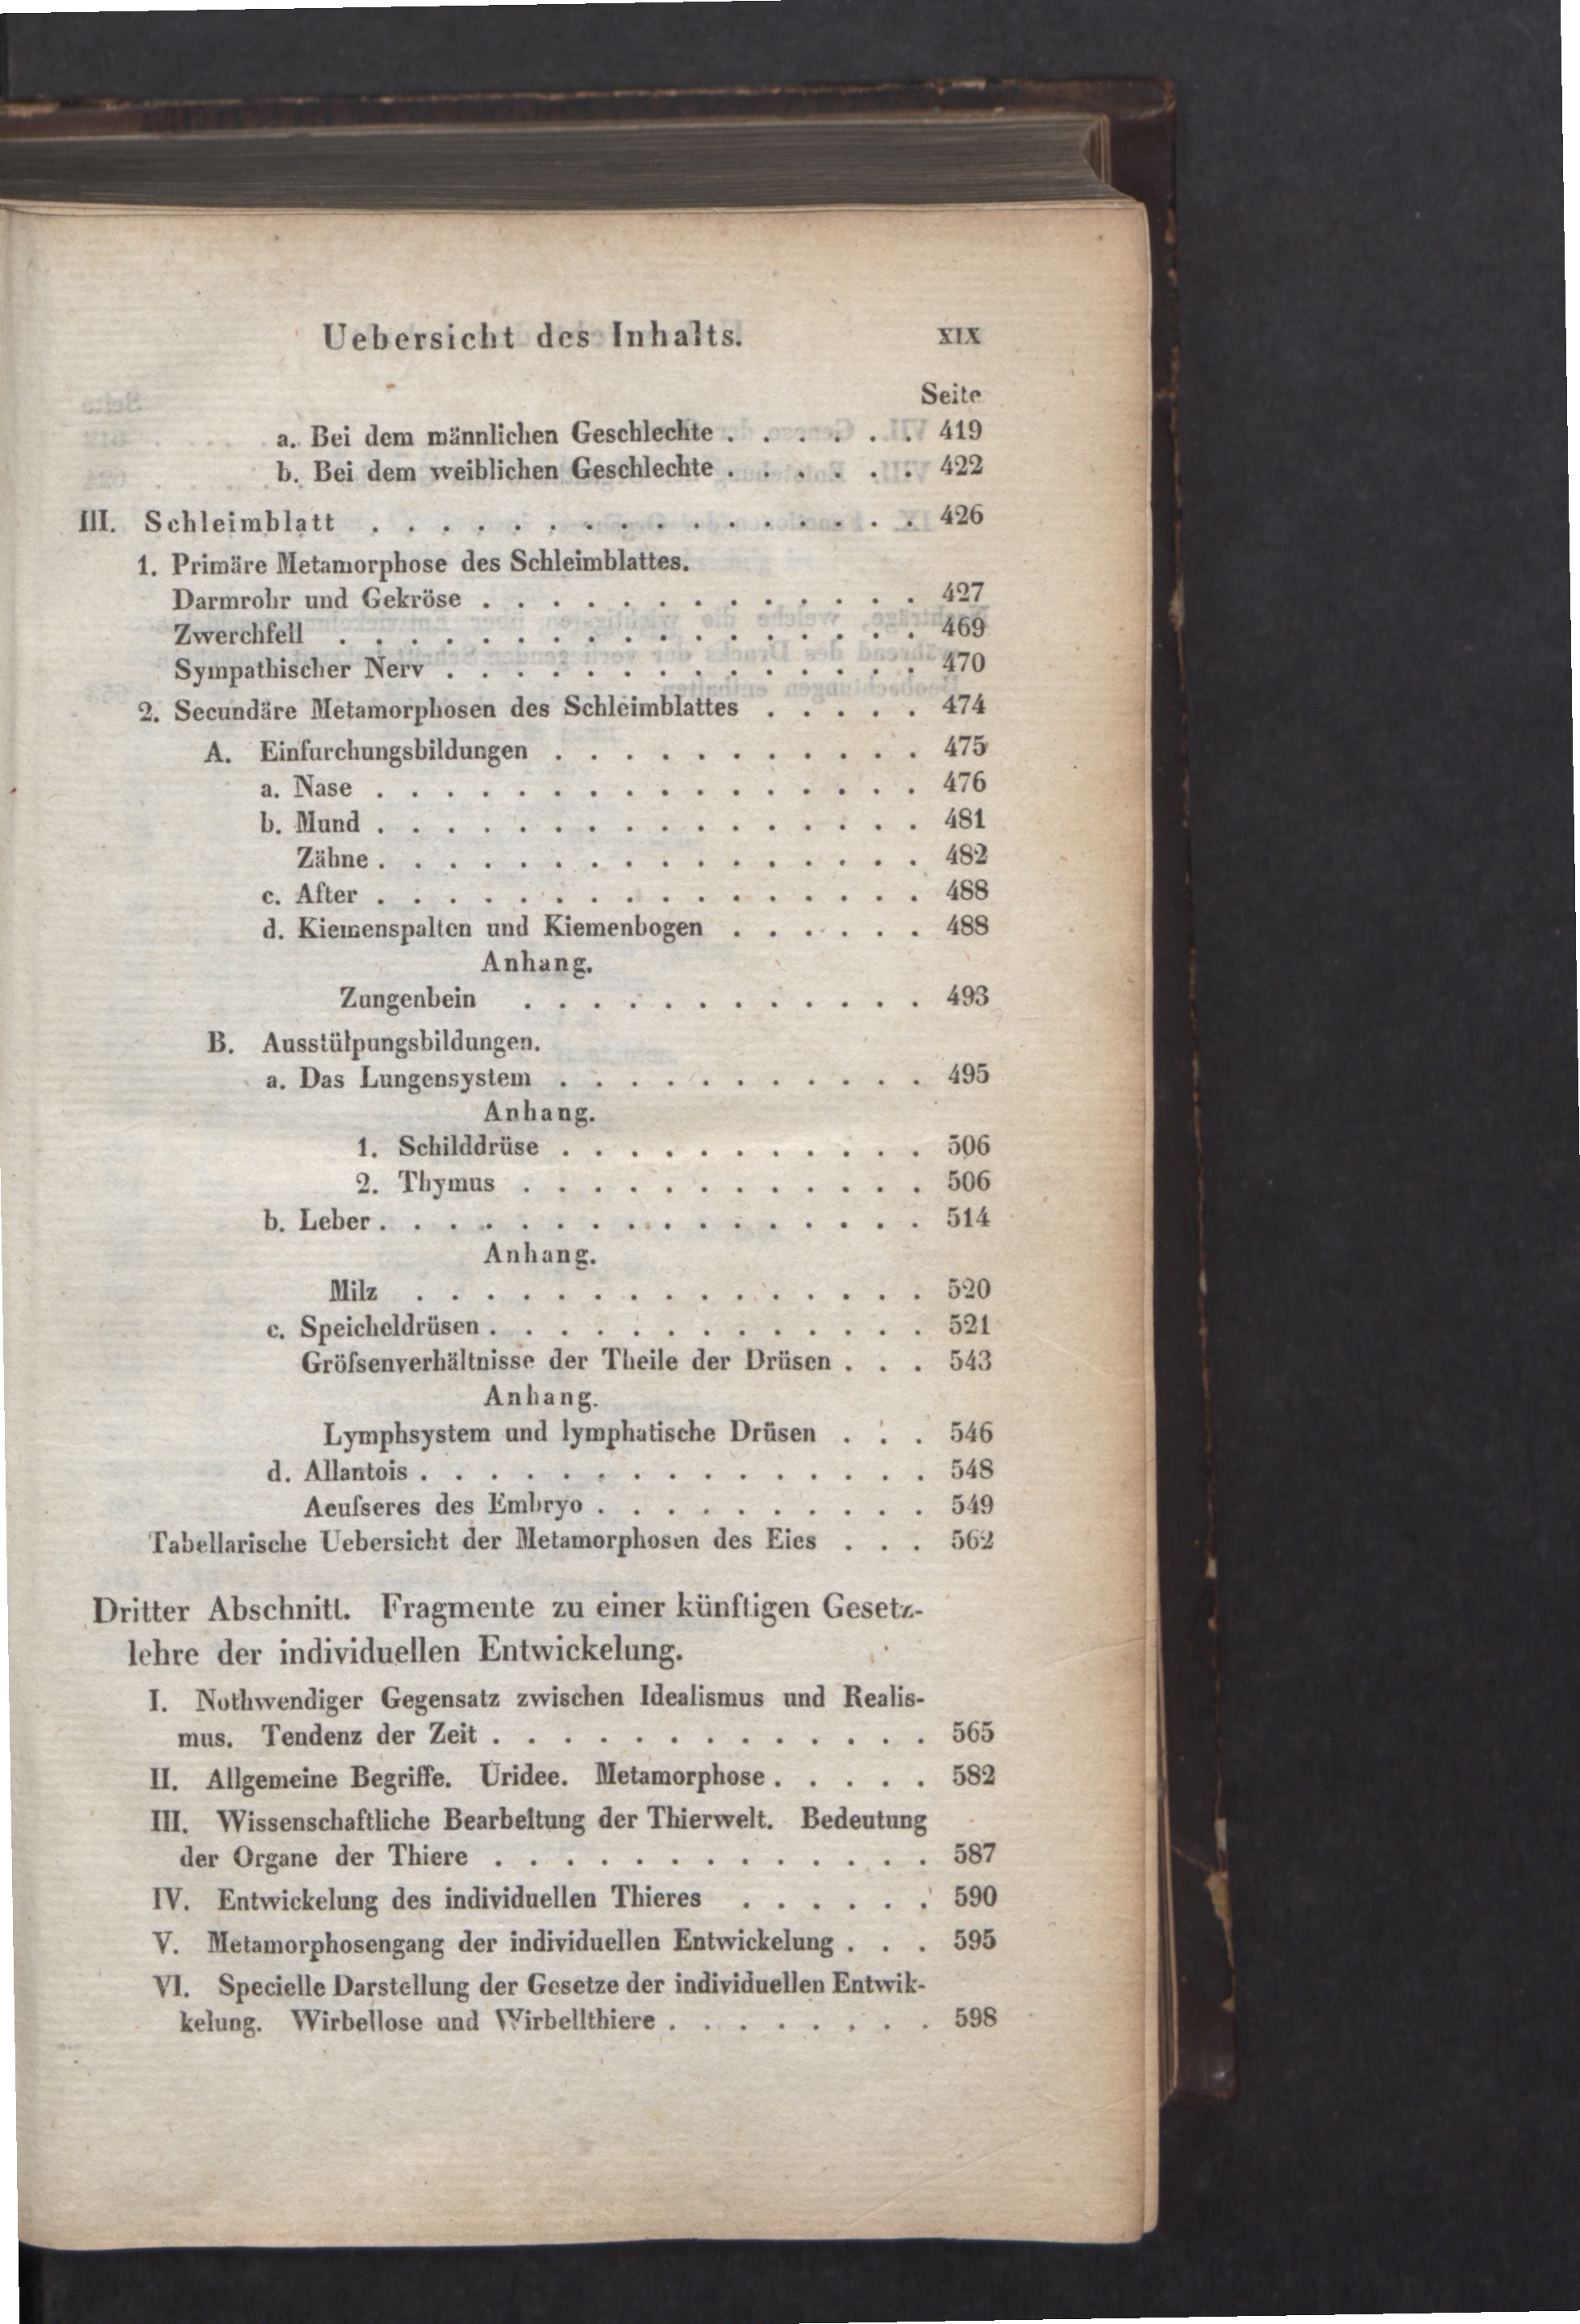 Uebersicht des Inhalts. XIX
Seite
a. Bei dem männlichen Geschlechte . . . . . . 419
b. Bei dem weiblichen Geschlechte . . . . . . 422
III. Schleimblatt . . . . . . . . . . . . . . . . 426
1. Primäre Metamorphose des Schleimblattes.
Darmrohr und Gekröse . . . . . . . . . . . . . 427
Zwerchfell . . . . . . . . . . . . . . . . . 469
Sympathischer Nerv . . . . . . . . . . . . . . 470
2. Secundäre Metamorphosen des Schleimblattes . . . . . 474
A. Einfurchungsbildungen . . . . . . . . . . . 475
a. Nase . . . . . . . . . . . . . . . . 476
b. Mund . . . . . . . . . . . . . . . . 481
Zähne . . . . . . . . . . . . . . . . 482
c. After . . . . . . . . . . . . . . . . 488
d. Kiemenspalten und Kiemenbogen . . . . . . 488
Anhang.
Zungenbein . . . . . . . . . . . . 493
B. Ausstülpungsbildungen.
a. Das Lungensystem . . . . . . . . . . . 495
Anhang.
1. Schilddrüse . . . . . . . . . . . 506
2. Thymus . . . . . . . . . . . . 506
b. Leber . . . . . . . . . . . . . . . . 514
Anhang.
Milz . . . . . . . . . . . . . . . 520
c. Speicheldrüsen . . . . . . . . . . . . . 521
Gröſsenverhältnisse der Theile der Drüsen . . . 543
Anhang.
Lymphsystem und lymphatische Drüsen . . . 546
d. Allantois . . . . . . . . . . . . . . . 548
Aeuſseres des Embryo . . . . . . . . . . 549
Tabellarische Uebersicht der Metamorphosen des Eies . . . 562
Dritter Abschnitt. Fragmente zu einer künftigen Gesetz-
lehre der individuellen Entwickelung.
I. Nothwendiger Gegensatz zwischen Idealismus und Realis-
mus. Tendenz der Zeit . . . . . . . . . . . . . 565
II. Allgemeine Begriffe. Uridee. Metamorphose . . . . . 582
III. Wissenschaftliche Bearbeitung der Thierwelt. Bedeutung
der Organe der Thiere . . . . . . . . . . . . . 587
IV. Entwickelung des individuellen Thieres . . . . . . 590
V. Metamorphosengang der individuellen Entwickelung . . . 595
VI. Specielle Darstellung der Gesetze der individuellen Entwik-
kelung. Wirbellose und Wirbellthiere . . . . . . . . 598